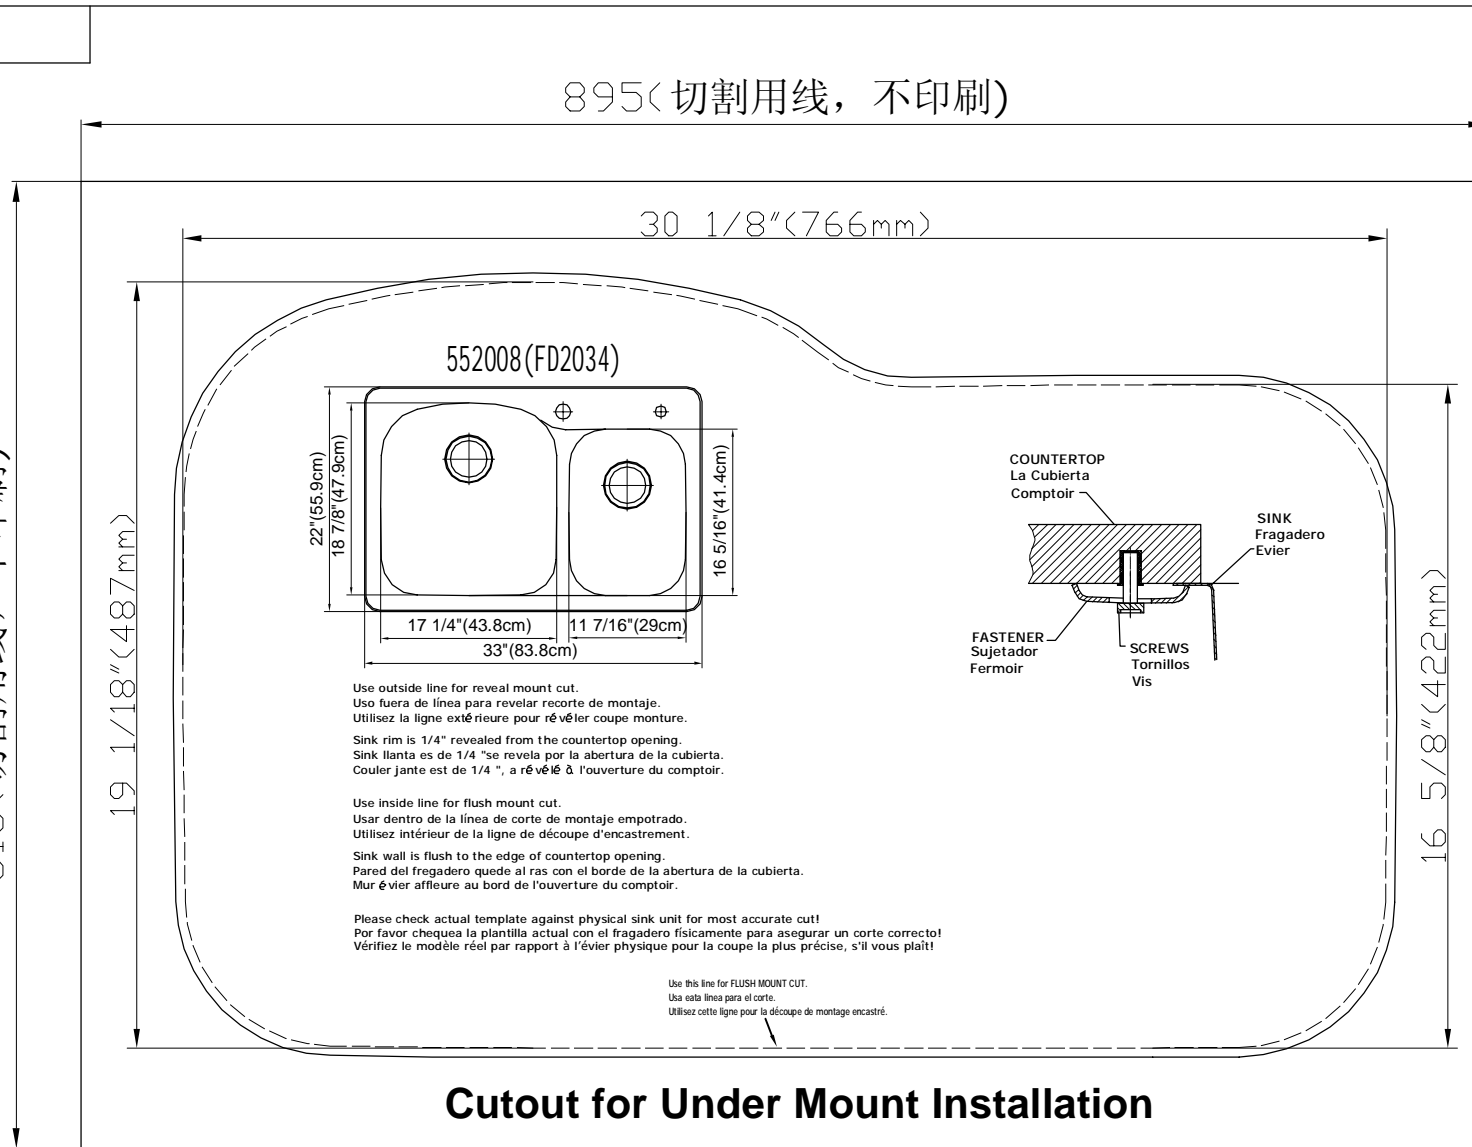 895(切割用线，不印刷)
30 1/8"(766mm)
552008(FD2034)
22"(55.9cm)
18 7/8"(47.9cm)
16 5/16"(41.4cm)
17 1/4"(43.8cm)
11 7/16"(29cm)
33"(83.8cm)
19 1/18"(487mm)
16 5/8"(422mm)
COUNTERTOP
La Cubierta
Comptoir
SINK
Fragadero
Evier
FASTENER
Sujetador
Fermoir
SCREWS
Tornillos
Vis
Use outside line for reveal mount cut.
Uso fuera de línea para revelar recorte de montaje.
Utilisez la ligne extérieure pour révéler coupe monture.
Sink rim is 1/4" revealed from the countertop opening.
Sink llanta es de 1/4 "se revela por la abertura de la cubierta.
Couler jante est de 1/4 ", a révélé à l'ouverture du comptoir.
Use inside line for flush mount cut.
Usar dentro de la línea de corte de montaje empotrado.
Utilisez intérieur de la ligne de découpe d'encastrement.
Sink wall is flush to the edge of countertop opening.
Pared del fregadero quede al ras con el borde de la abertura de la cubierta.
Mur évier affleure au bord de l'ouverture du comptoir.
Please check actual template against physical sink unit for most accurate cut!
Por favor chequea la plantilla actual con el fragadero físicamente para asegurar un corte correcto!
Vérifiez le modèle réel par rapport à l'évier physique pour la coupe la plus précise, s'il vous plaît!
Use this line for FLUSH MOUNT CUT.
Usa eata linea para el corte.
Utilisez cette ligne pour la découpe de montage encastré.
Cutout for Under Mount Installation